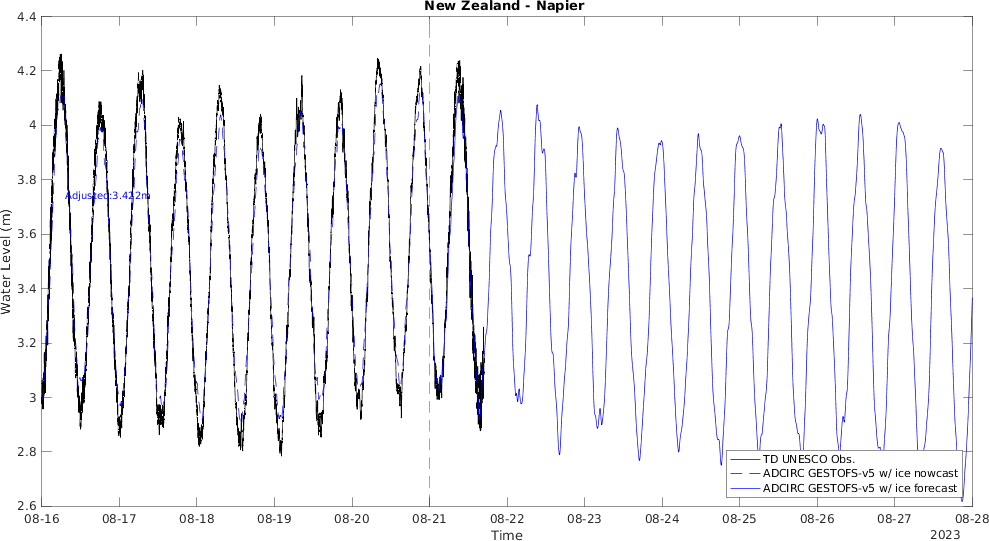 New Zealand - Napier
4.4
4.2
4
3.8
3.6
3.4
3.2
3
2.8
2.6
Water Level (m)
Adjusted:3.422m
TD UNESCO Obs.
ADCIRC GESTOFS-v5 w/ ice nowcast
ADCIRC GESTOFS-v5 w/ ice forecast
08-16 08-17 08-18 08-19 08-20 08-21 08-22 08-23 08-24 08-25 08-26 08-27 08-28
Time
2023